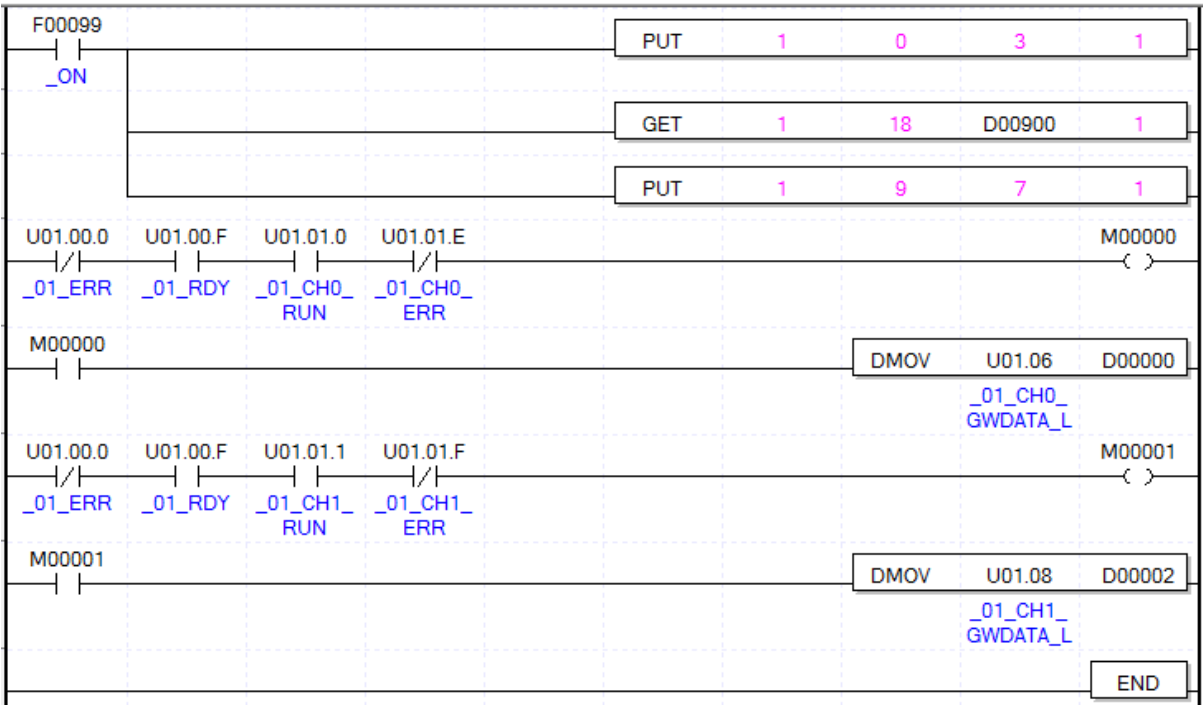 F00099
PUT 1 0 3 1
_ON
GET 1 18 D00900 1
PUT 1 9 7 1
U01.00.0 U01.00.F U01.01.0 U01.01.E M00000
_01_ERR _01_RDY _01_CH0_ _01_CH0_
RUN ERR
M00000
DMOV U01.06 D00000
_01_CH0_
GWDATA_L
U01.00.0 U01.00.F U01.01.1 U01.01.F M00001
_01_ERR _01_RDY _01_CH1_ _01_CH1_
RUN ERR
M00001
DMOV U01.08 D00002
_01_CH1_
GWDATA_L
END